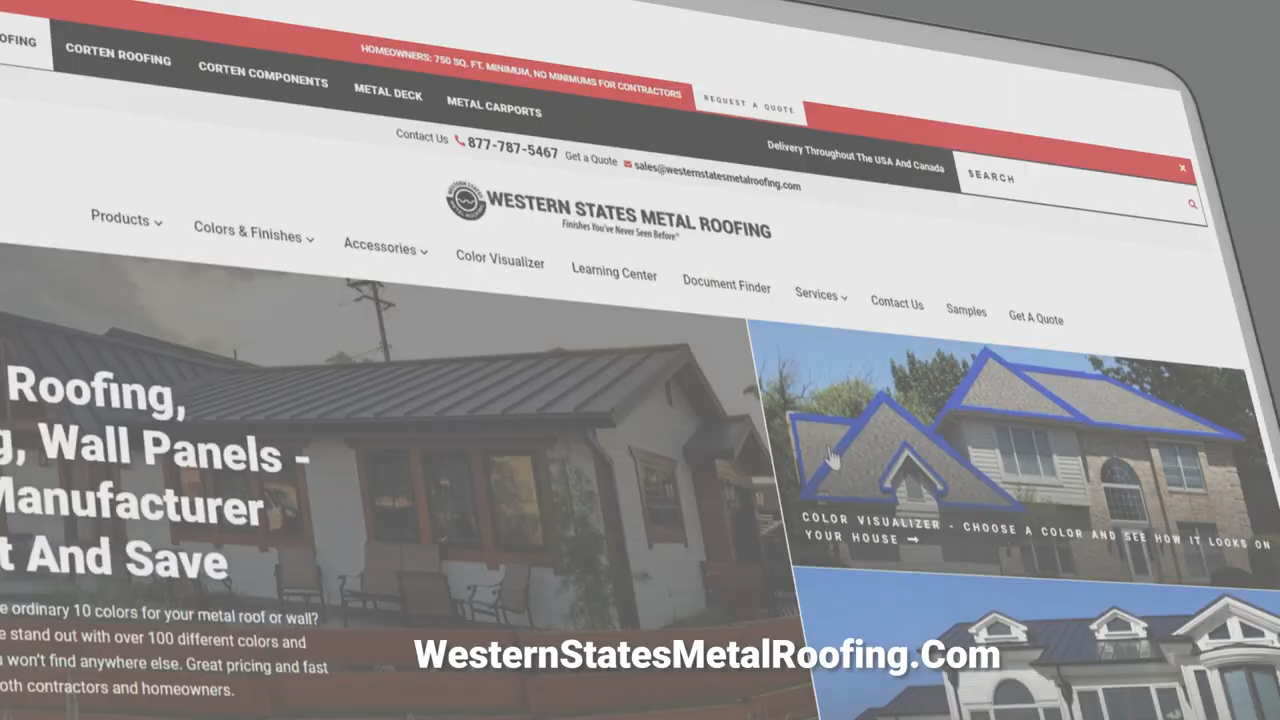 HOMEOWNERS: 750 SQ. FT. MINIMUM, NO MINIMUMS FOR CONTRACTORS
REQUEST A QUOTE
OFING
CORTEN ROOFING
CORTEN COMPONENTS
METAL DECK
METAL CARPORTS
Delivery Throughout The USA And Canada
SEARCH
Contact Us 877-787-5467 Get a Quote sales@westernstatesmetalroofing.com
WESTERN STATES METAL ROOFING
Finishes You've Never Seen Before™
Products
Colors & Finishes
Accessories
Color Visualizer
Learning Center
Document Finder
Services
Contact Us
Samples
Get A Quote
Roofing,
g, Wall Panels -
Manufacturer
t And Save
e ordinary 10 colors for your metal roof or wall?
e stand out with over 100 different colors and
u won't find anywhere else. Great pricing and fast
oth contractors and homeowners.
COLOR VISUALIZER - CHOOSE A COLOR AND SEE HOW IT LOOKS ON
YOUR HOUSE →
WesternStatesMetalRoofing.Com